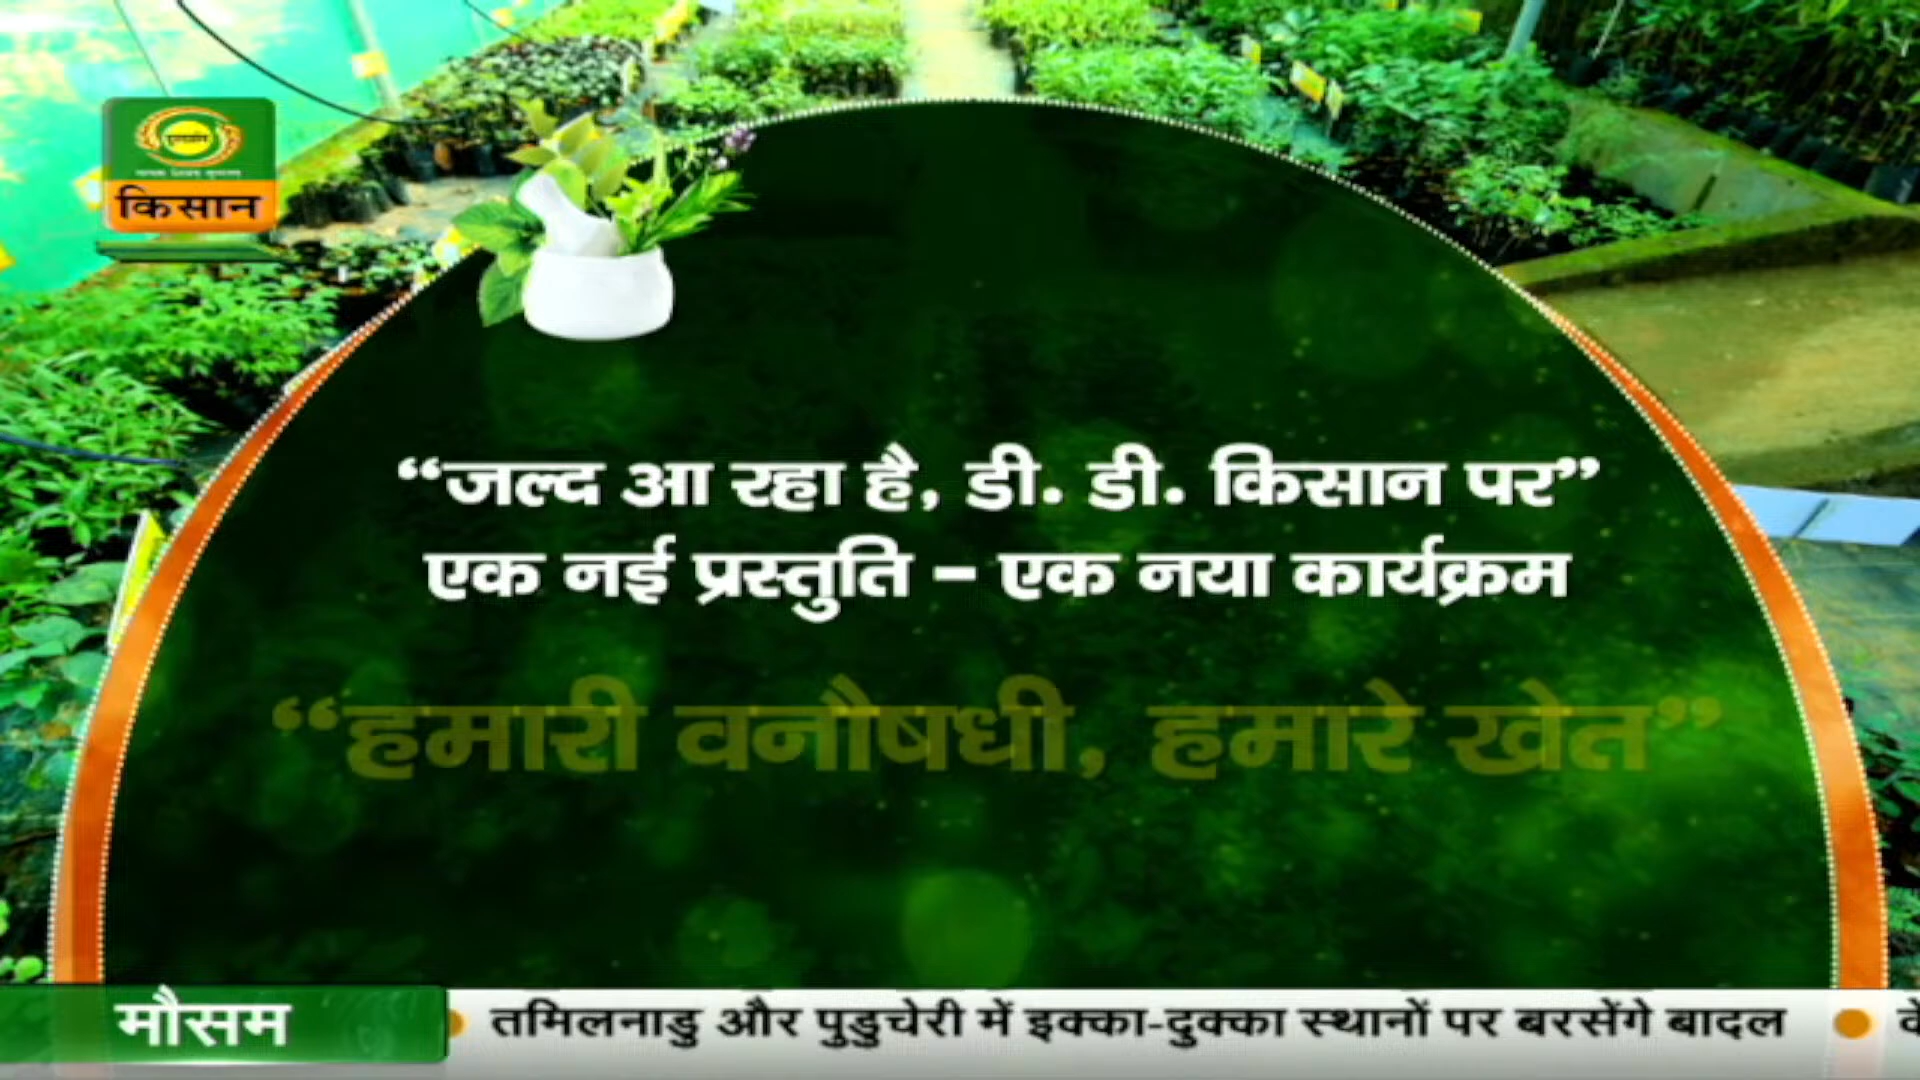 किसान
“जल्द आ रहा है, डी. डी. किसान पर”
एक नई प्रस्तुति – एक नया कार्यक्रम
“हमारी वनौषधी, हमारे खेत”
मौसम
तमिलनाडु और पुडुचेरी में इक्का-दुक्का स्थानों पर बरसेंगे बादल